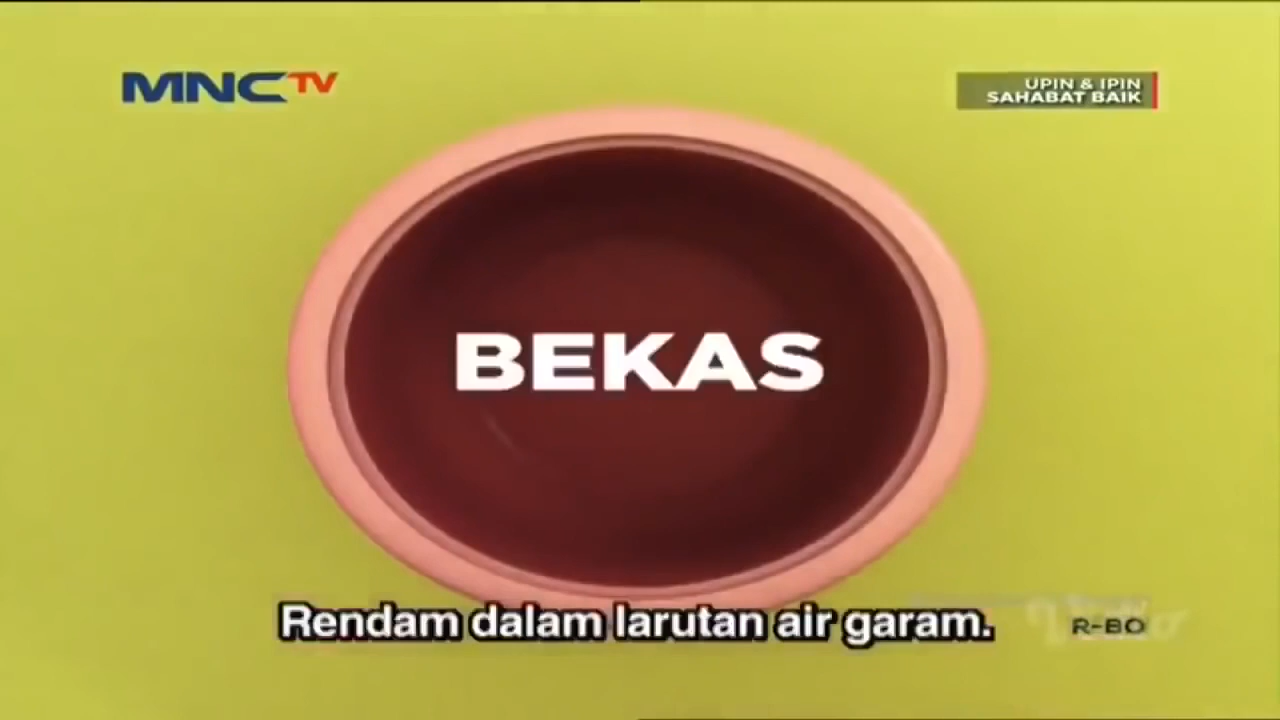 MNCTV
UPIN & IPIN
SAHABAT BAIK
BEKAS
Rendam dalam larutan air garam.
R-BO